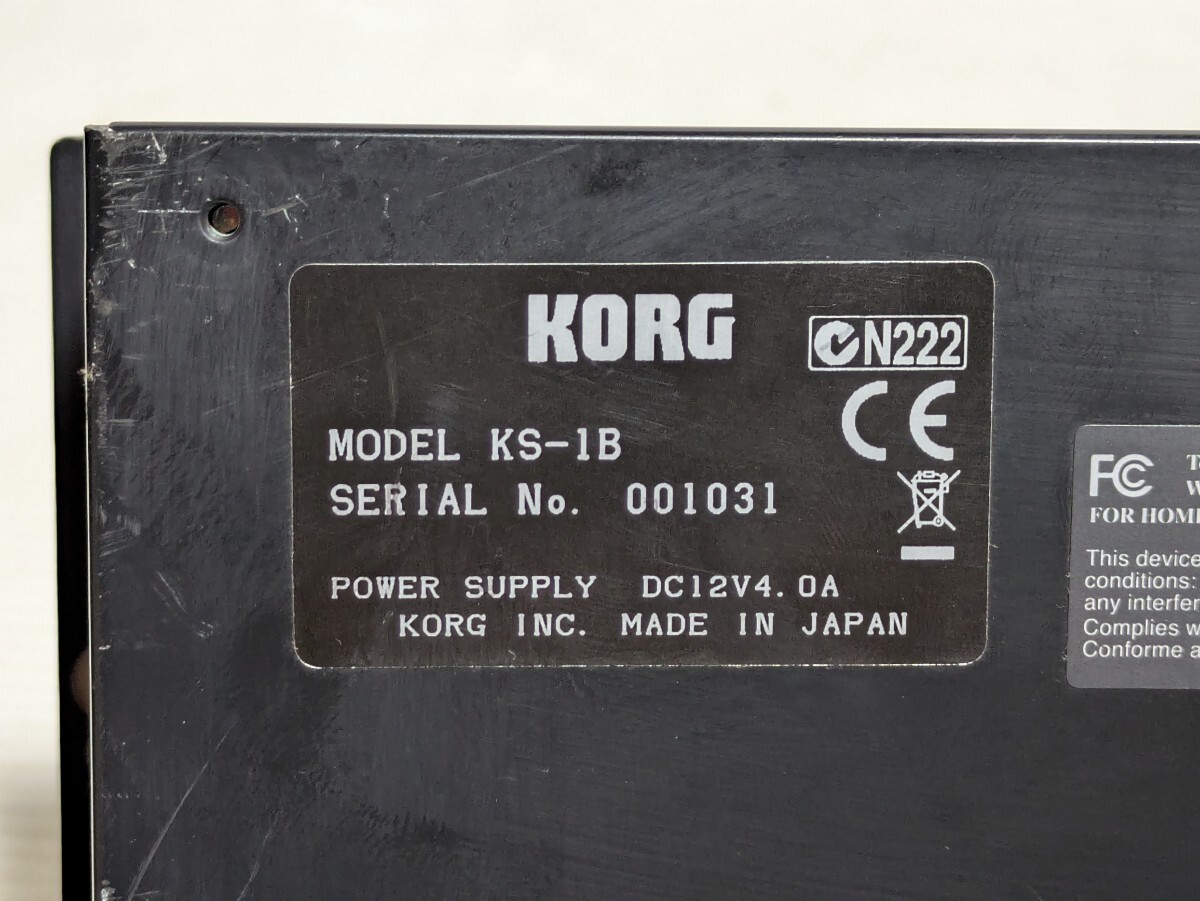 KORG
N222
CE
MODEL KS-1B
SERIAL No. 001031
POWER SUPPLY DC12V4.0A
KORG INC. MADE IN JAPAN
FC
FOR HOME
This device
conditions:
any interfer
Complies w
Conforme a